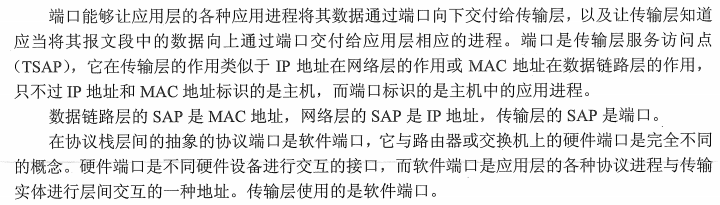 端口能够让应用层的各种应用进程将其数据通过端口向下交付给传输层，以及让传输层知道
应当将其报文段中的数据向上通过端口交付给应用层相应的进程。端口是传输层服务访问点
（TSAP），它在传输层的作用类似于 IP 地址在网络层的作用或 MAC 地址在数据链路层的作用，
只不过 IP 地址和 MAC 地址标识的是主机，而端口标识的是主机中的应用进程。
数据链路层的 SAP 是 MAC 地址，网络层的 SAP 是 IP 地址，传输层的 SAP 是端口。
在协议栈层间的抽象的协议端口是软件端口，它与路由器或交换机上的硬件端口是完全不同
的概念。硬件端口是不同硬件设备进行交互的接口，而软件端口是应用层的各种协议进程与传输
实体进行层间交互的一种地址。传输层使用的是软件端口。